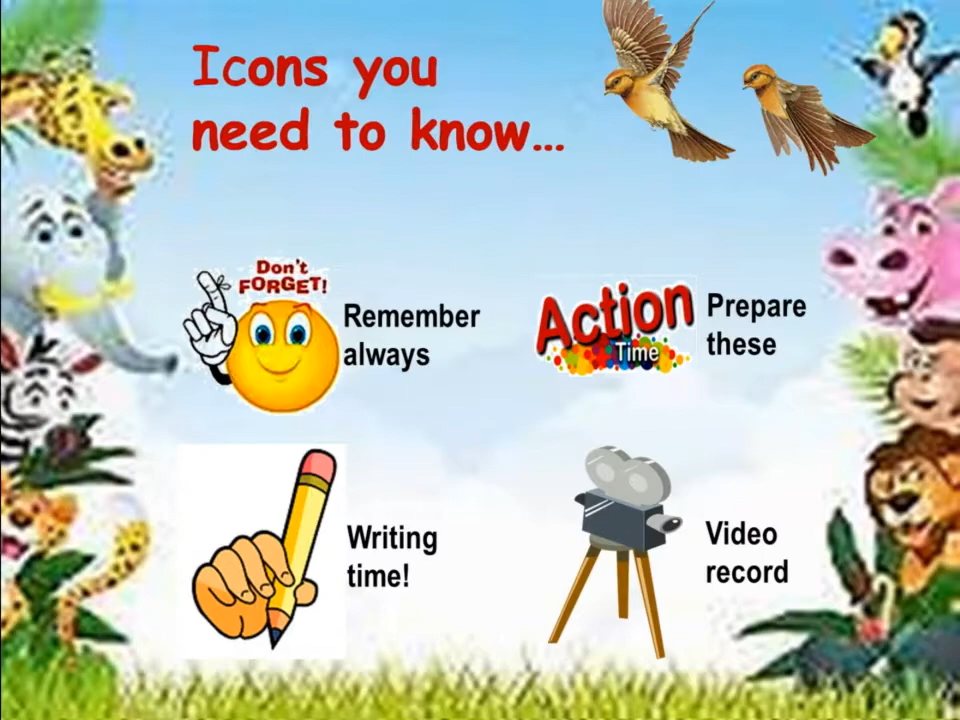 Icons you
need to know...
Don't
FORGET!
Remember
always
Action
Time
Prepare
these
Writing
time!
Video
record